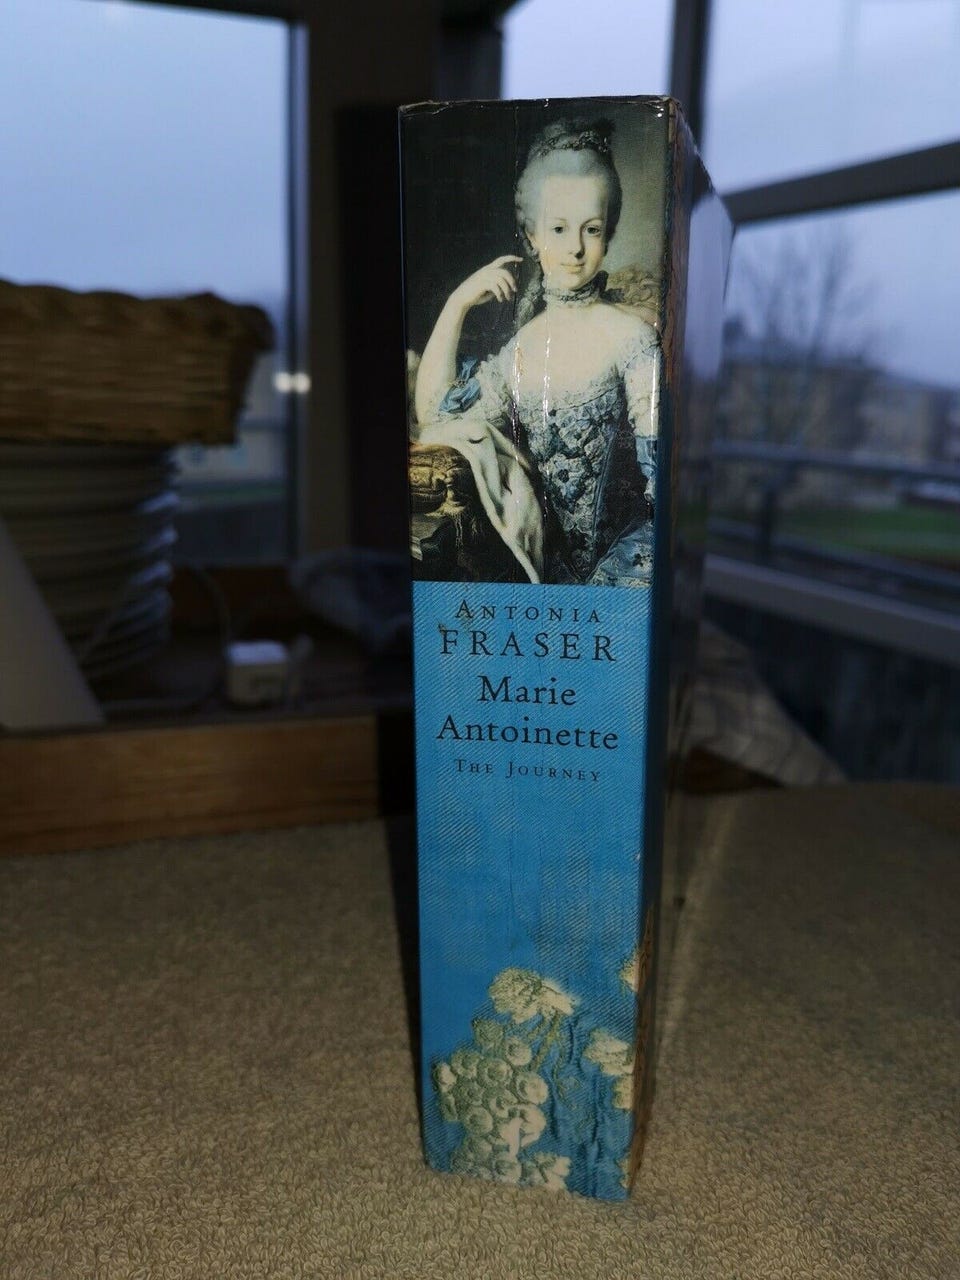 ANTONIA
FRASER
Marie
Antoinette
THE JOURNEY